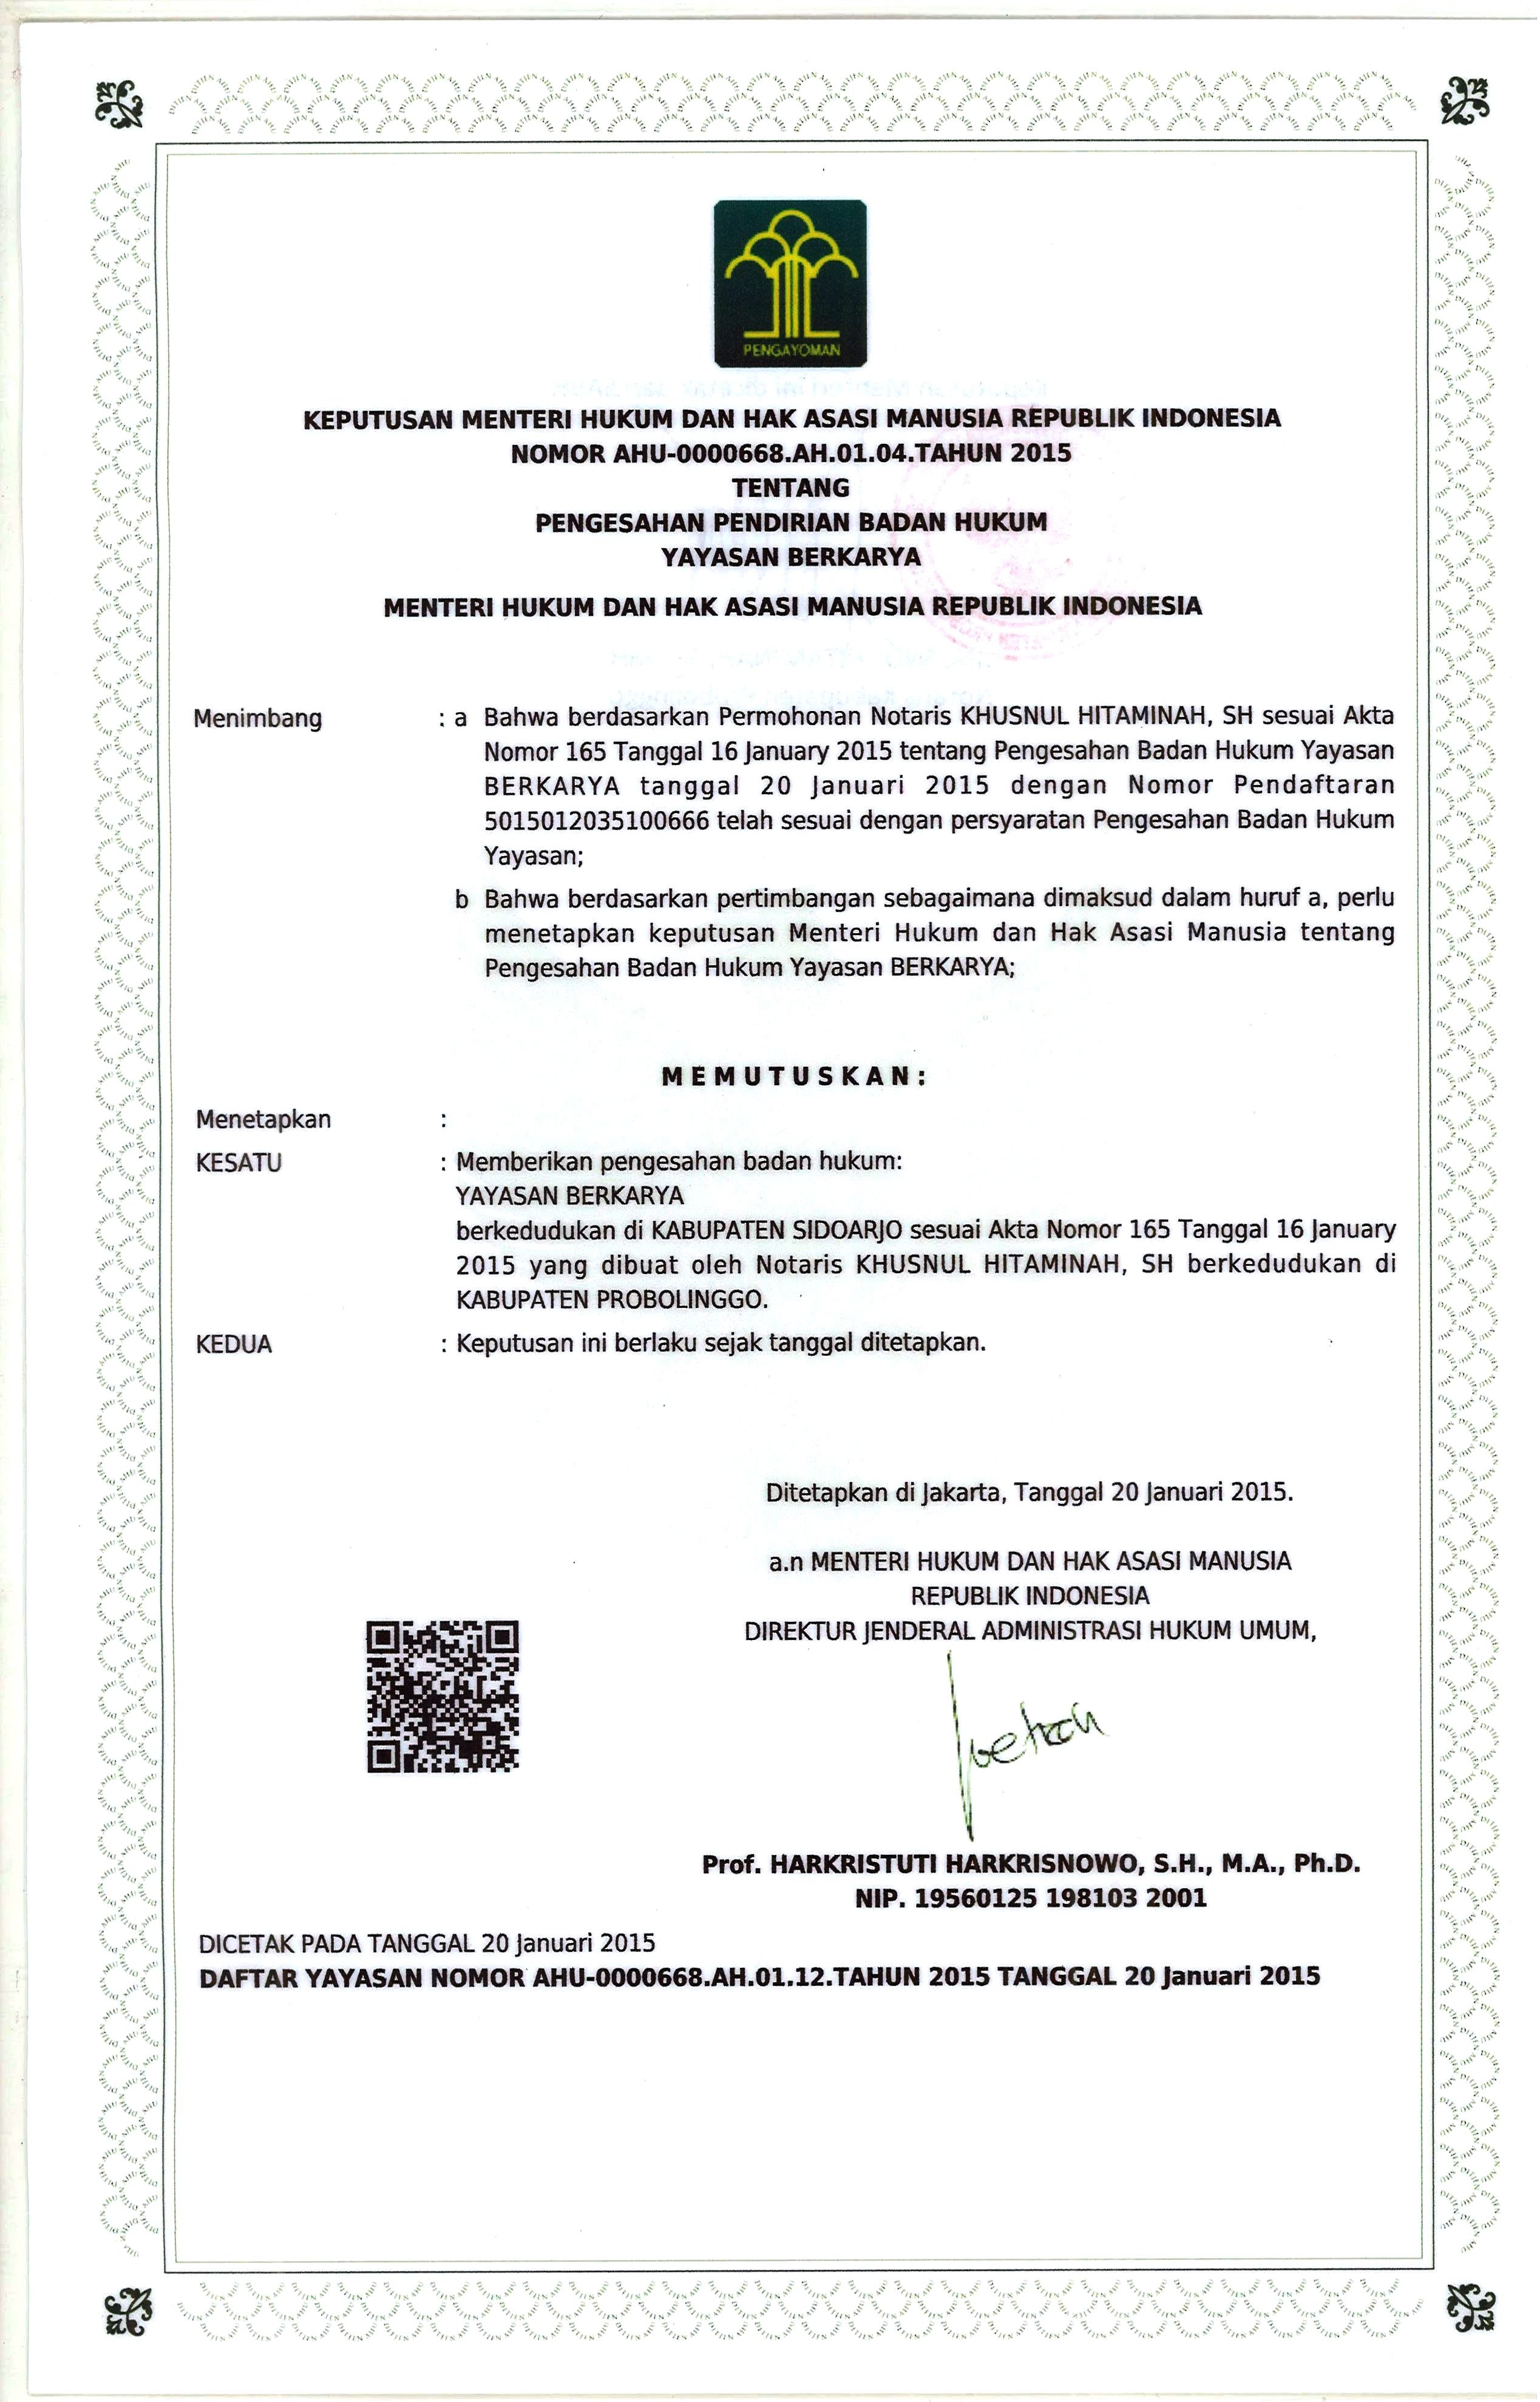 PENGAYOMAN
KEPUTUSAN MENTERI HUKUM DAN HAK ASASI MANUSIA REPUBLIK INDONESIA
NOMOR AHU-0000668.AH.01.04.TAHUN 2015
TENTANG
PENGESAHAN PENDIRIAN BADAN HUKUM
YAYASAN BERKARYA
MENTERI HUKUM DAN HAK ASASI MANUSIA REPUBLIK INDONESIA
Menimbang : a Bahwa berdasarkan Permohonan Notaris KHUSNUL HITAMINAH, SH sesuai Akta
Nomor 165 Tanggal 16 January 2015 tentang Pengesahan Badan Hukum Yayasan
BERKARYA tanggal 20 Januari 2015 dengan Nomor Pendaftaran
5015012035100666 telah sesuai dengan persyaratan Pengesahan Badan Hukum
Yayasan;
b Bahwa berdasarkan pertimbangan sebagaimana dimaksud dalam huruf a, perlu
menetapkan keputusan Menteri Hukum dan Hak Asasi Manusia tentang
Pengesahan Badan Hukum Yayasan BERKARYA;
MEMUTUSKAN:
Menetapkan :
KESATU : Memberikan pengesahan badan hukum:
YAYASAN BERKARYA
berkedudukan di KABUPATEN SIDOARJO sesuai Akta Nomor 165 Tanggal 16 January
2015 yang dibuat oleh Notaris KHUSNUL HITAMINAH, SH berkedudukan di
KABUPATEN PROBOLINGGO.
KEDUA : Keputusan ini berlaku sejak tanggal ditetapkan.
Ditetapkan di Jakarta, Tanggal 20 Januari 2015.
a.n MENTERI HUKUM DAN HAK ASASI MANUSIA
REPUBLIK INDONESIA
DIREKTUR JENDERAL ADMINISTRASI HUKUM UMUM,
Prof. HARKRISTUTI HARKRISNOWO, S.H., M.A., Ph.D.
NIP. 19560125 198103 2001
DICETAK PADA TANGGAL 20 Januari 2015
DAFTAR YAYASAN NOMOR AHU-0000668.AH.01.12.TAHUN 2015 TANGGAL 20 Januari 2015